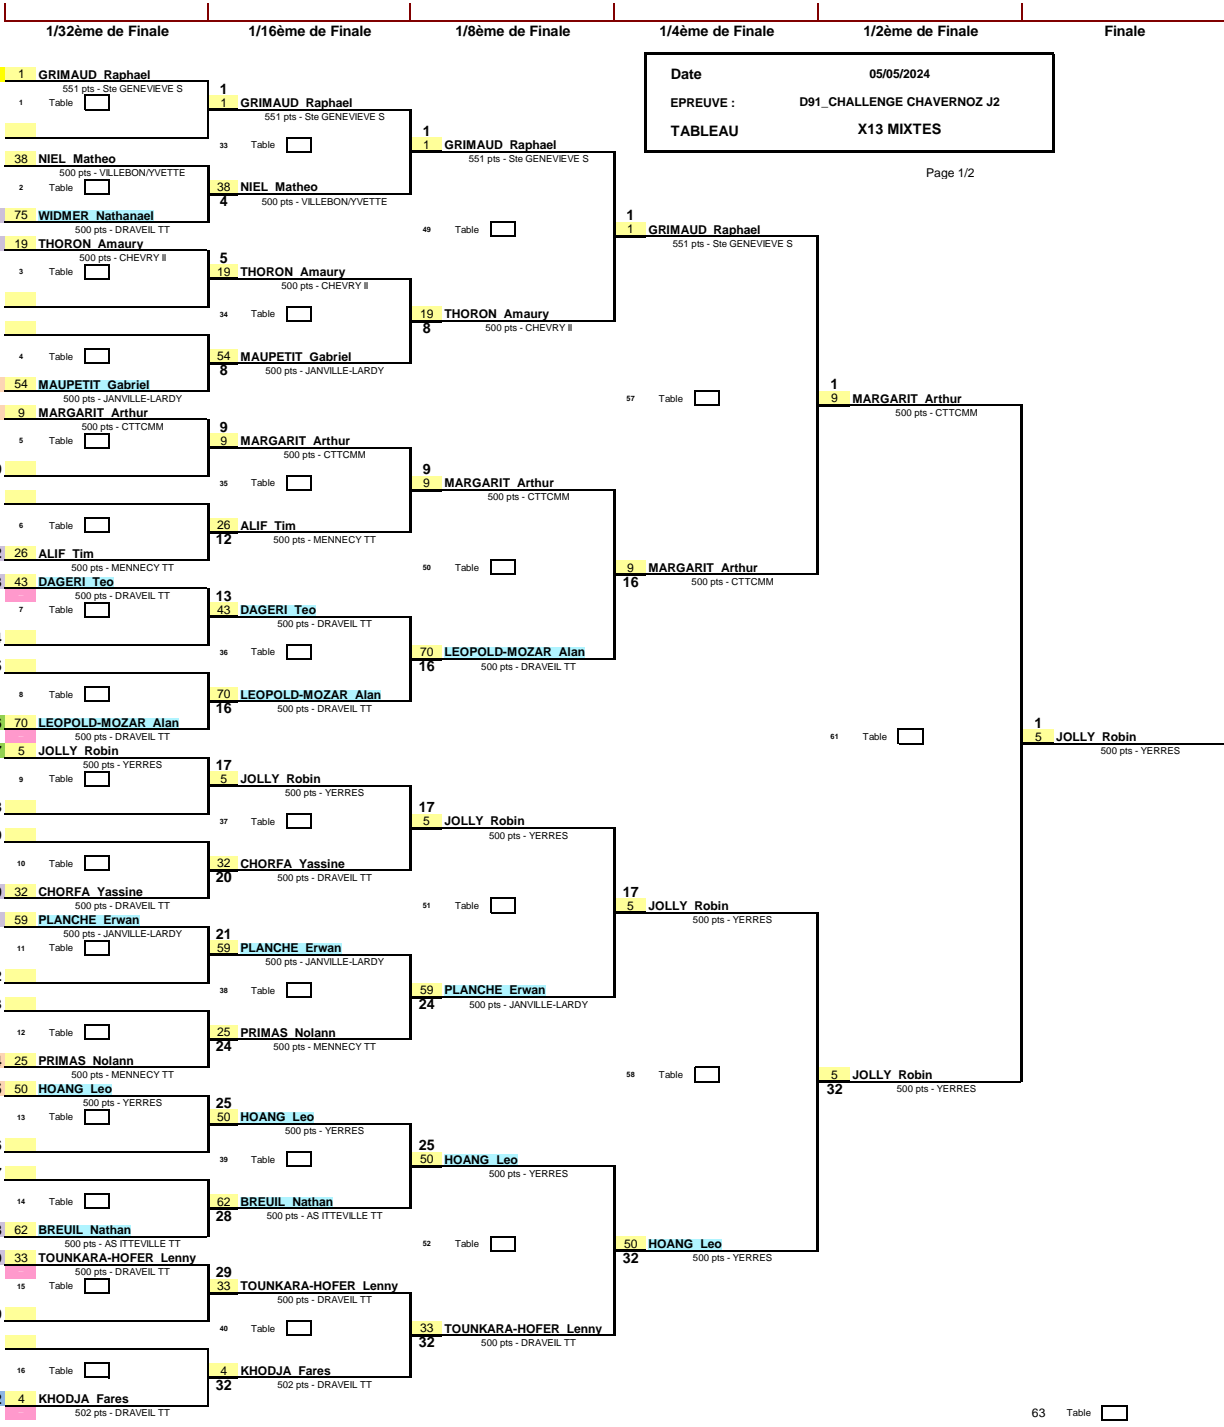 1/32ème de Finale
1/16ème de Finale
1/8ème de Finale
1/4ème de Finale
1/2ème de Finale
Finale
Date 05/05/2024
EPREUVE : D91_CHALLENGE CHAVERNOZ J2
TABLEAU X13 MIXTES
Page 1/2
1 GRIMAUD Raphael
551 pts - Ste GENEVIEVE S
1 Table
38 NIEL Matheo
500 pts - VILLEBON/YVETTE
2 Table
75 WIDMER Nathanael
500 pts - DRAVEIL TT
19 THORON Amaury
500 pts - CHEVRY II
3 Table
4 Table
54 MAUPETIT Gabriel
500 pts - JANVILLE-LARDY
9 MARGARIT Arthur
500 pts - CTTCMM
5 Table
6 Table
26 ALIF Tim
500 pts - MENNECY TT
43 DAGERI Teo
500 pts - DRAVEIL TT
7 Table
8 Table
70 LEOPOLD-MOZAR Alan
500 pts - DRAVEIL TT
5 JOLLY Robin
500 pts - YERRES
9 Table
10 Table
32 CHORFA Yassine
500 pts - DRAVEIL TT
59 PLANCHE Erwan
500 pts - JANVILLE-LARDY
11 Table
12 Table
25 PRIMAS Nolann
500 pts - MENNECY TT
50 HOANG Leo
500 pts - YERRES
13 Table
14 Table
62 BREUIL Nathan
500 pts - AS ITTEVILLE TT
33 TOUNKARA-HOFER Lenny
500 pts - DRAVEIL TT
15 Table
16 Table
4 KHODJA Fares
502 pts - DRAVEIL TT
1
1 GRIMAUD Raphael
551 pts - Ste GENEVIEVE S
33 Table
38 NIEL Matheo
4 500 pts - VILLEBON/YVETTE
5
19 THORON Amaury
500 pts - CHEVRY II
34 Table
54 MAUPETIT Gabriel
8 500 pts - JANVILLE-LARDY
9
9 MARGARIT Arthur
500 pts - CTTCMM
35 Table
26 ALIF Tim
12 500 pts - MENNECY TT
13
43 DAGERI Teo
500 pts - DRAVEIL TT
36 Table
70 LEOPOLD-MOZAR Alan
16 500 pts - DRAVEIL TT
17
5 JOLLY Robin
500 pts - YERRES
37 Table
32 CHORFA Yassine
20 500 pts - DRAVEIL TT
21
59 PLANCHE Erwan
500 pts - JANVILLE-LARDY
38 Table
25 PRIMAS Nolann
24 500 pts - MENNECY TT
25
50 HOANG Leo
500 pts - YERRES
39 Table
62 BREUIL Nathan
28 500 pts - AS ITTEVILLE TT
29
33 TOUNKARA-HOFER Lenny
500 pts - DRAVEIL TT
40 Table
4 KHODJA Fares
32 502 pts - DRAVEIL TT
1
1 GRIMAUD Raphael
551 pts - Ste GENEVIEVE S
49 Table
19 THORON Amaury
8 500 pts - CHEVRY II
9
9 MARGARIT Arthur
500 pts - CTTCMM
50 Table
70 LEOPOLD-MOZAR Alan
16 500 pts - DRAVEIL TT
17
5 JOLLY Robin
500 pts - YERRES
51 Table
59 PLANCHE Erwan
24 500 pts - JANVILLE-LARDY
25
50 HOANG Leo
500 pts - YERRES
52 Table
33 TOUNKARA-HOFER Lenny
32 500 pts - DRAVEIL TT
1
1 GRIMAUD Raphael
551 pts - Ste GENEVIEVE S
57 Table
9 MARGARIT Arthur
16 500 pts - CTTCMM
17
5 JOLLY Robin
500 pts - YERRES
58 Table
50 HOANG Leo
32 500 pts - YERRES
1
9 MARGARIT Arthur
500 pts - CTTCMM
61 Table
5 JOLLY Robin
32 500 pts - YERRES
1
5 JOLLY Robin
500 pts - YERRES
63 Table